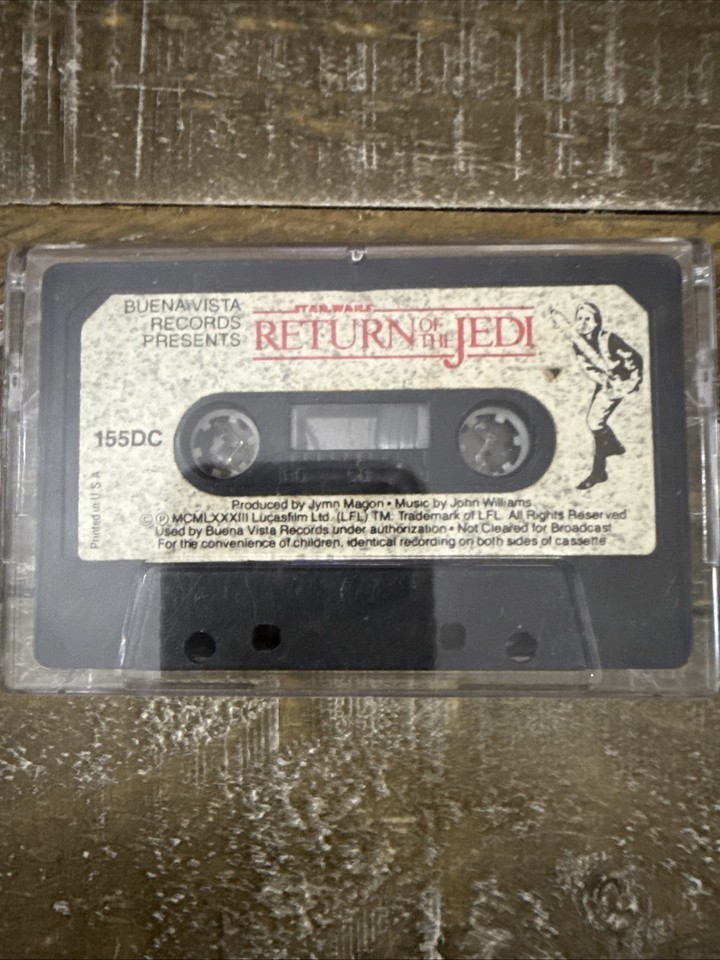 BUENA VISTA
RECORDS
PRESENTS
STAR WARS
RETURN OF THE JEDI
155DC
Printed in U S A
Produced by Jymn Magon • Music by John Williams
© ℗ MCMLXXXIII Lucasfilm Ltd. (LFL) TM. Trademark of LFL. All Rights Reserved
Used by Buena Vista Records under authorization • Not Cleared for Broadcast
For the convenience of children, identical recording on both sides of cassette